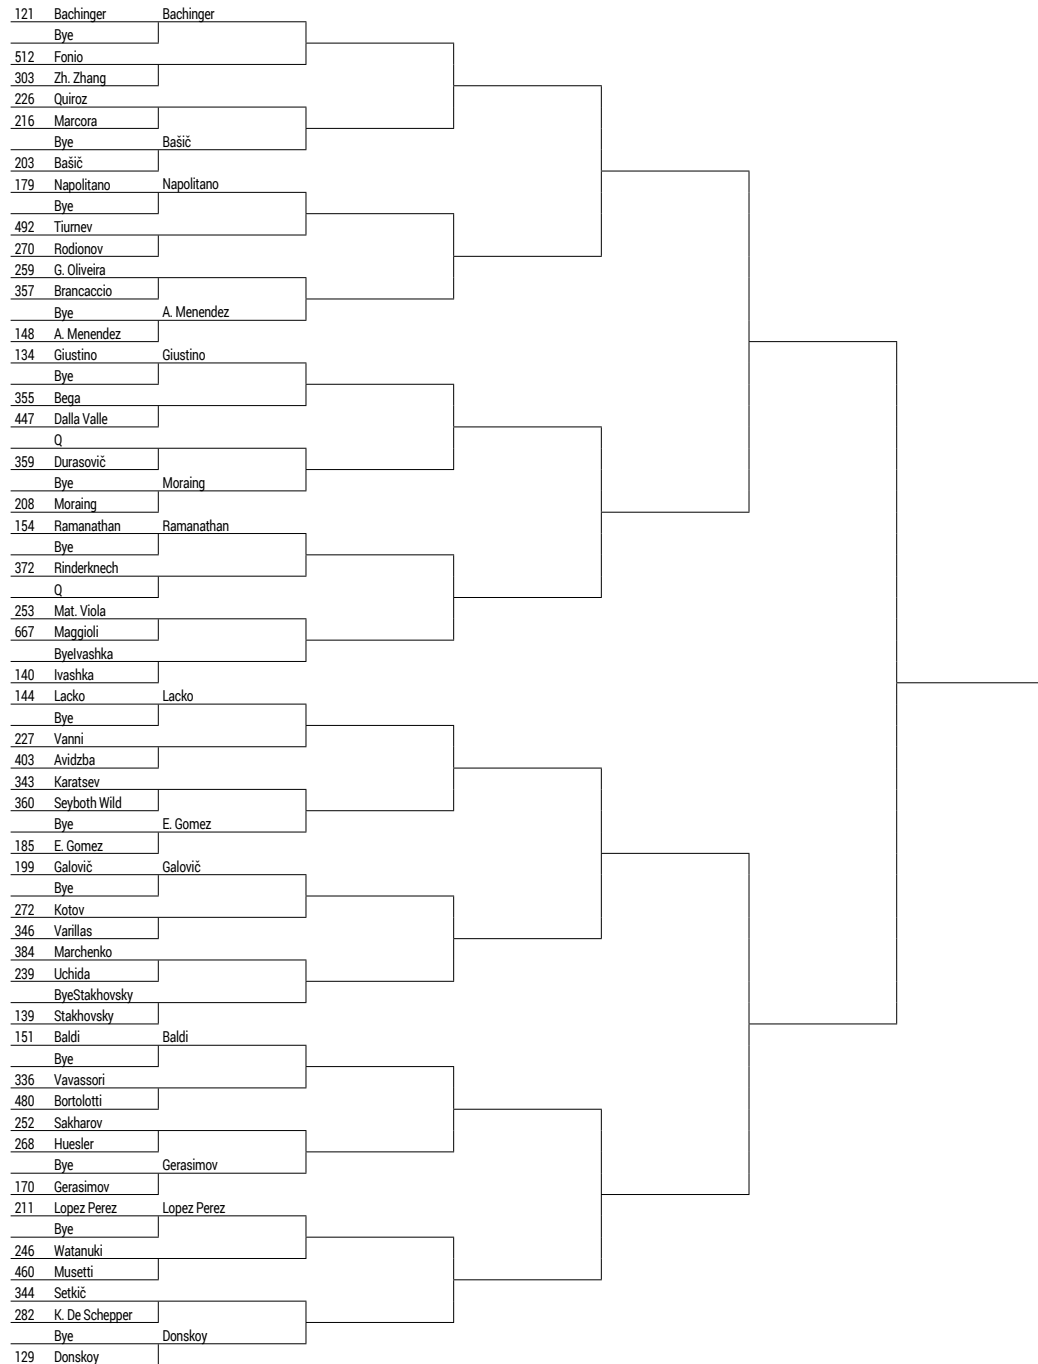 121 Bachinger Bachinger
Bye
512 Fonio
303 Zh. Zhang
226 Quiroz
216 Marcora
Bye Bašič
203 Bašič
179 Napolitano Napolitano
Bye
492 Tiurnev
270 Rodionov
259 G. Oliveira
357 Brancaccio
Bye A. Menendez
148 A. Menendez
134 Giustino Giustino
Bye
355 Bega
447 Dalla Valle
Q
359 Durasovič
Bye Moraing
208 Moraing
154 Ramanathan Ramanathan
Bye
372 Rinderknech
Q
253 Mat. Viola
667 Maggioli
ByeIvashka
140 Ivashka
144 Lacko Lacko
Bye
227 Vanni
403 Avidzba
343 Karatsev
360 Seyboth Wild
Bye E. Gomez
185 E. Gomez
199 Galovič Galovič
Bye
272 Kotov
346 Varillas
384 Marchenko
239 Uchida
ByeStakhovsky
139 Stakhovsky
151 Baldi Baldi
Bye
336 Vavassori
480 Bortolotti
252 Sakharov
268 Huesler
Bye Gerasimov
170 Gerasimov
211 Lopez Perez Lopez Perez
Bye
246 Watanuki
460 Musetti
344 Setkič
282 K. De Schepper
Bye Donskoy
129 Donskoy